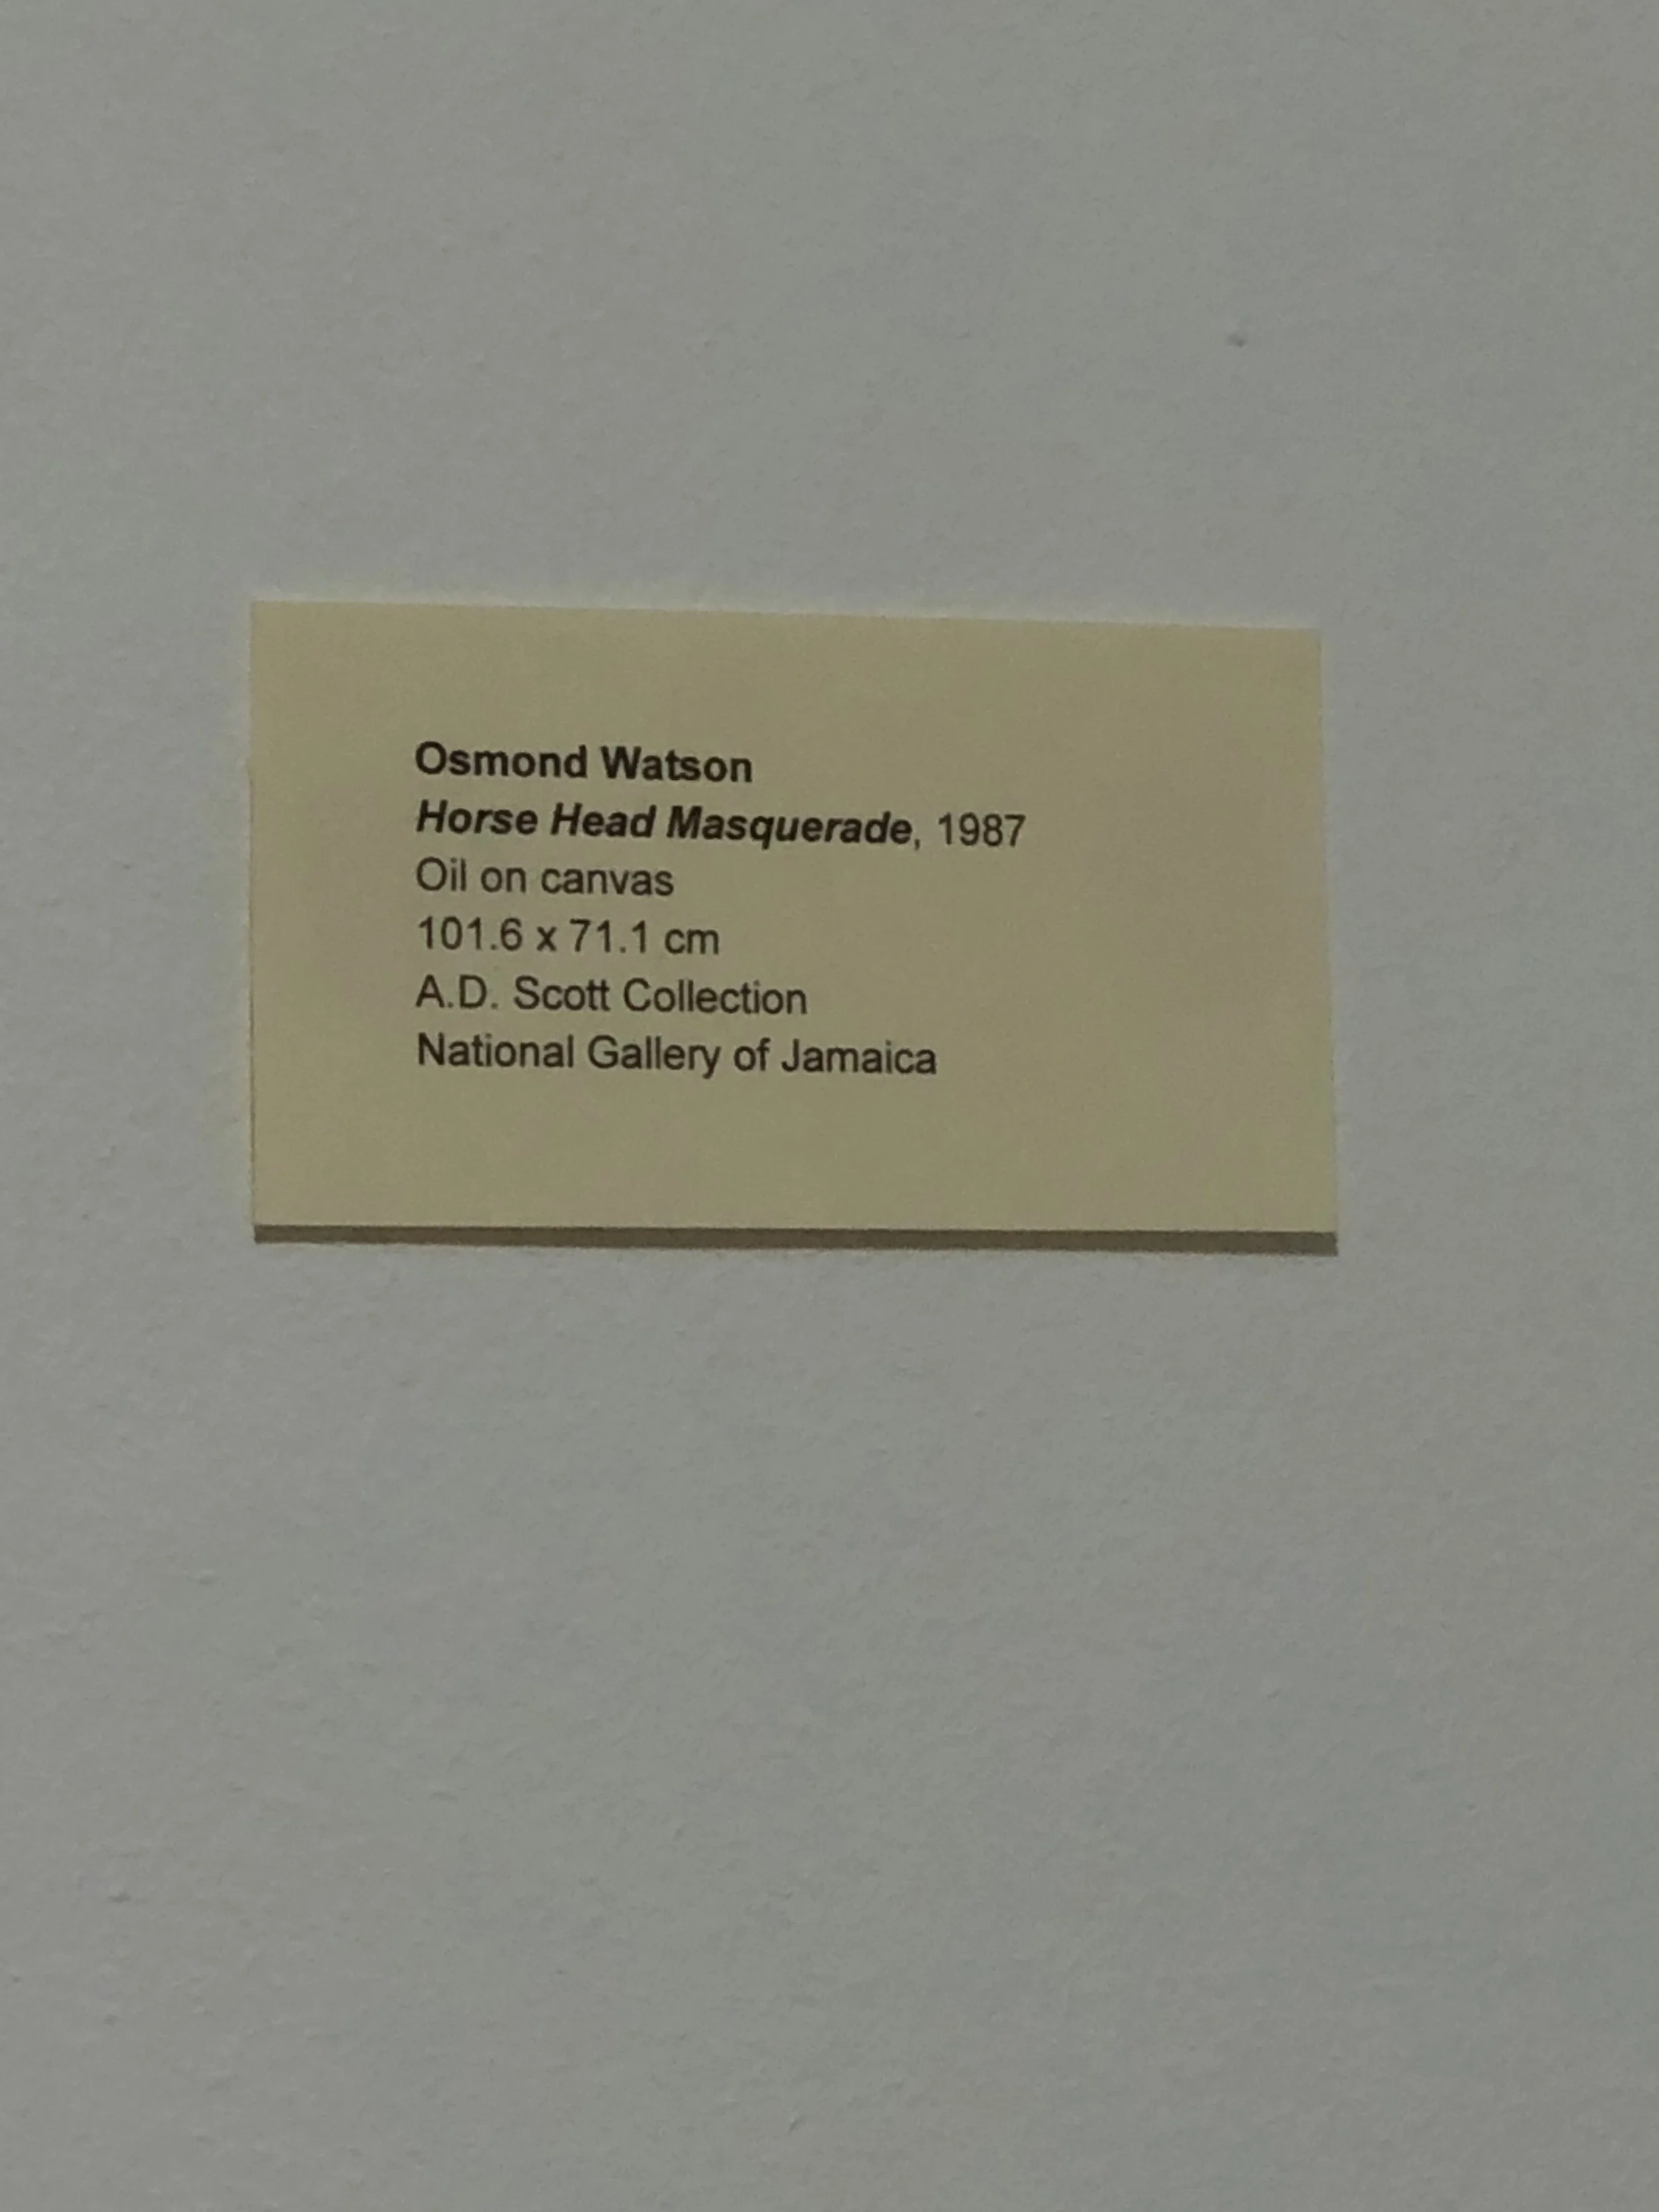 Osmond Watson
Horse Head Masquerade, 1987
Oil on canvas
101.6 x 71.1 cm
A.D. Scott Collection
National Gallery of Jamaica